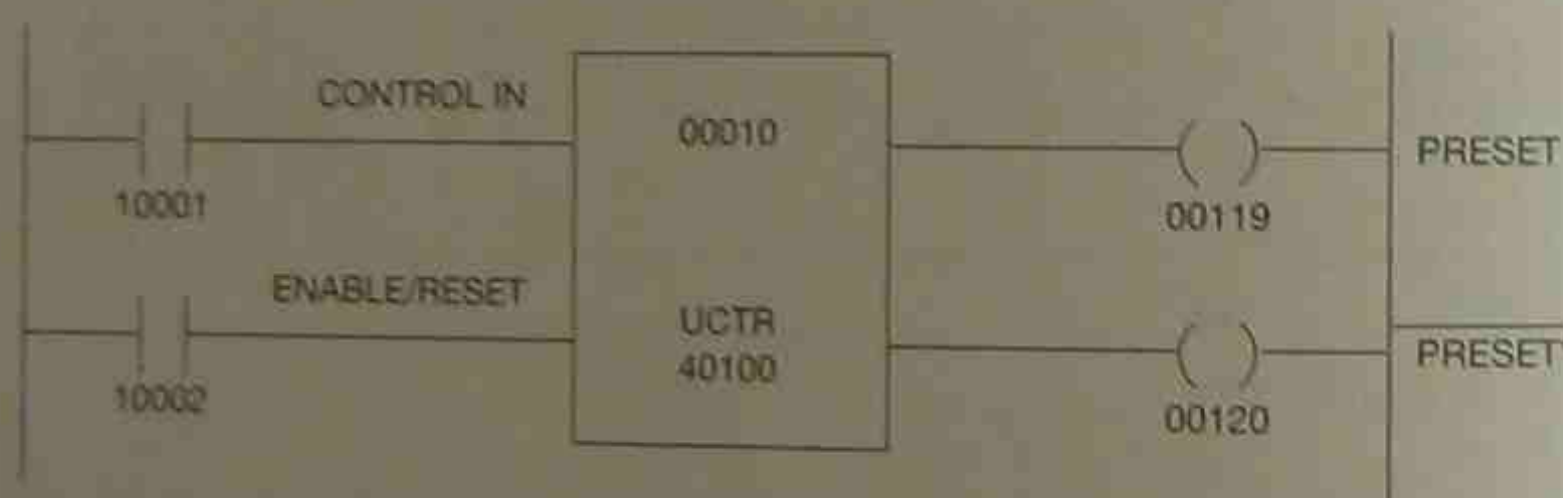 CONTROL IN
00010
PRESET
10001
00119
ENABLE/RESET
UCTR
40100
PRESET
10002
00120